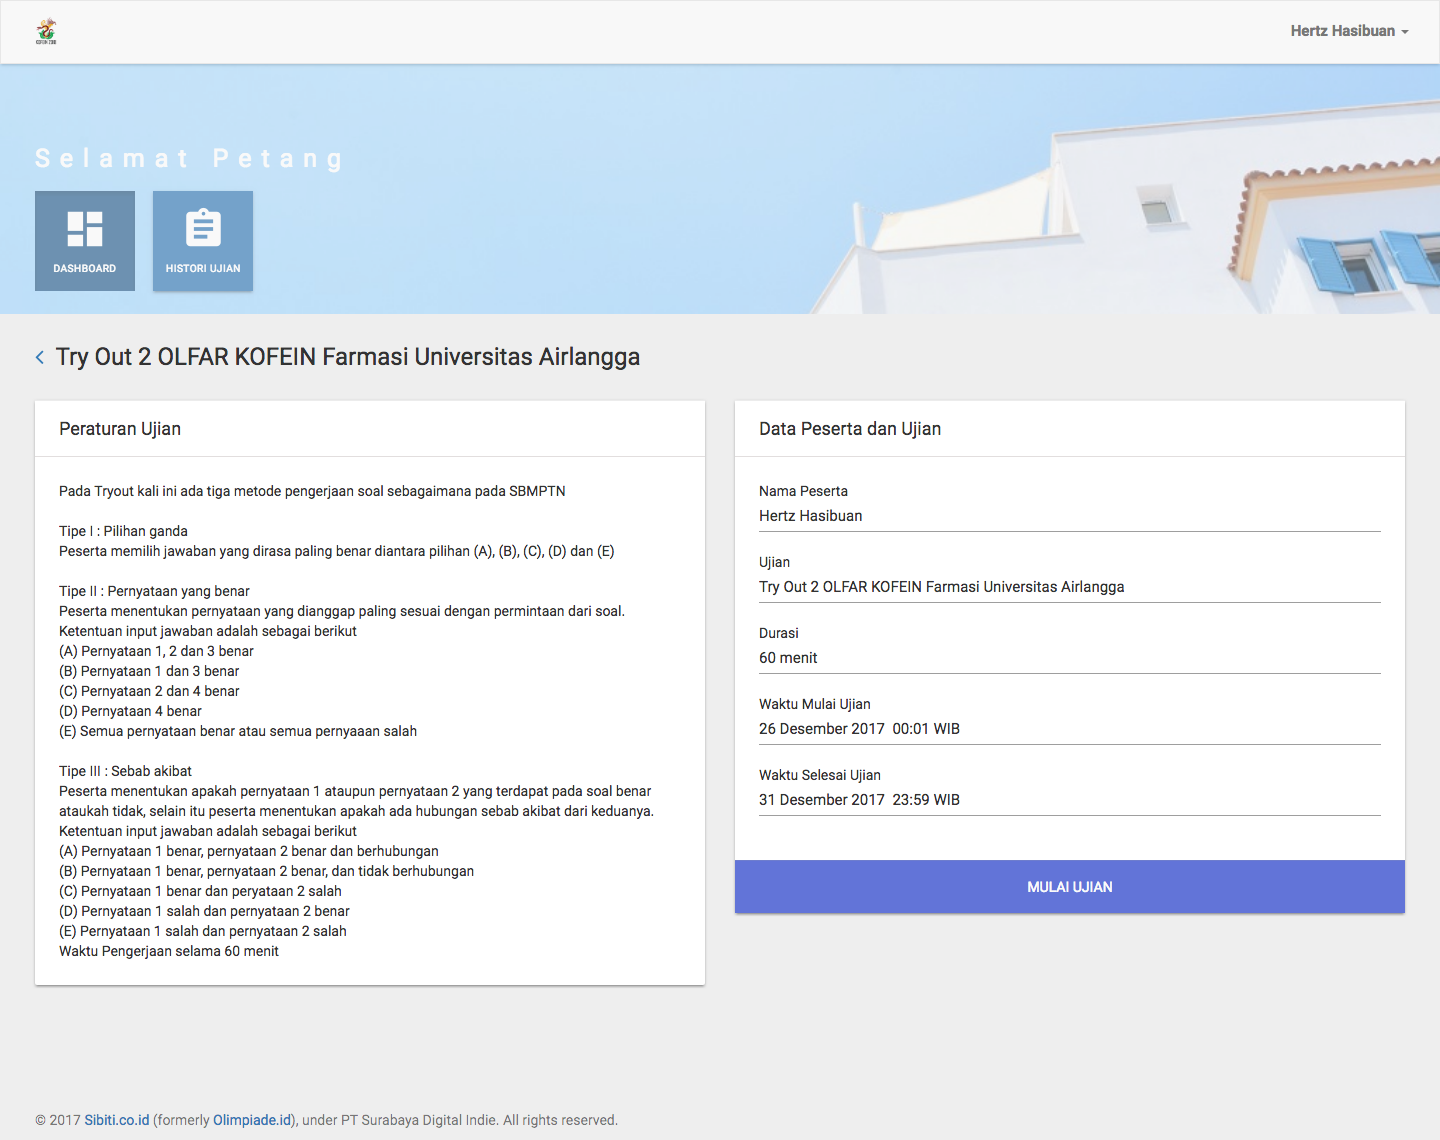 KOFEIN 2018
Hertz Hasibuan
Selamat Petang
DASHBOARD
HISTORI UJIAN
Try Out 2 OLFAR KOFEIN Farmasi Universitas Airlangga
Peraturan Ujian
Pada Tryout kali ini ada tiga metode pengerjaan soal sebagaimana pada SBMPTN
Tipe I : Pilihan ganda
Peserta memilih jawaban yang dirasa paling benar diantara pilihan (A), (B), (C), (D) dan (E)
Tipe II : Pernyataan yang benar
Peserta menentukan pernyataan yang dianggap paling sesuai dengan permintaan dari soal.
Ketentuan input jawaban adalah sebagai berikut
(A) Pernyataan 1, 2 dan 3 benar
(B) Pernyataan 1 dan 3 benar
(C) Pernyataan 2 dan 4 benar
(D) Pernyataan 4 benar
(E) Semua pernyataan benar atau semua pernyaaan salah
Tipe III : Sebab akibat
Peserta menentukan apakah pernyataan 1 ataupun pernyataan 2 yang terdapat pada soal benar
ataukah tidak, selain itu peserta menentukan apakah ada hubungan sebab akibat dari keduanya.
Ketentuan input jawaban adalah sebagai berikut
(A) Pernyataan 1 benar, pernyataan 2 benar dan berhubungan
(B) Pernyataan 1 benar, pernyataan 2 benar, dan tidak berhubungan
(C) Pernyataan 1 benar dan peryataan 2 salah
(D) Pernyataan 1 salah dan pernyataan 2 benar
(E) Pernyataan 1 salah dan pernyataan 2 salah
Waktu Pengerjaan selama 60 menit
Data Peserta dan Ujian
Nama Peserta
Hertz Hasibuan
Ujian
Try Out 2 OLFAR KOFEIN Farmasi Universitas Airlangga
Durasi
60 menit
Waktu Mulai Ujian
26 Desember 2017 00:01 WIB
Waktu Selesai Ujian
31 Desember 2017 23:59 WIB
MULAI UJIAN
© 2017 Sibiti.co.id (formerly Olimpiade.id), under PT Surabaya Digital Indie. All rights reserved.